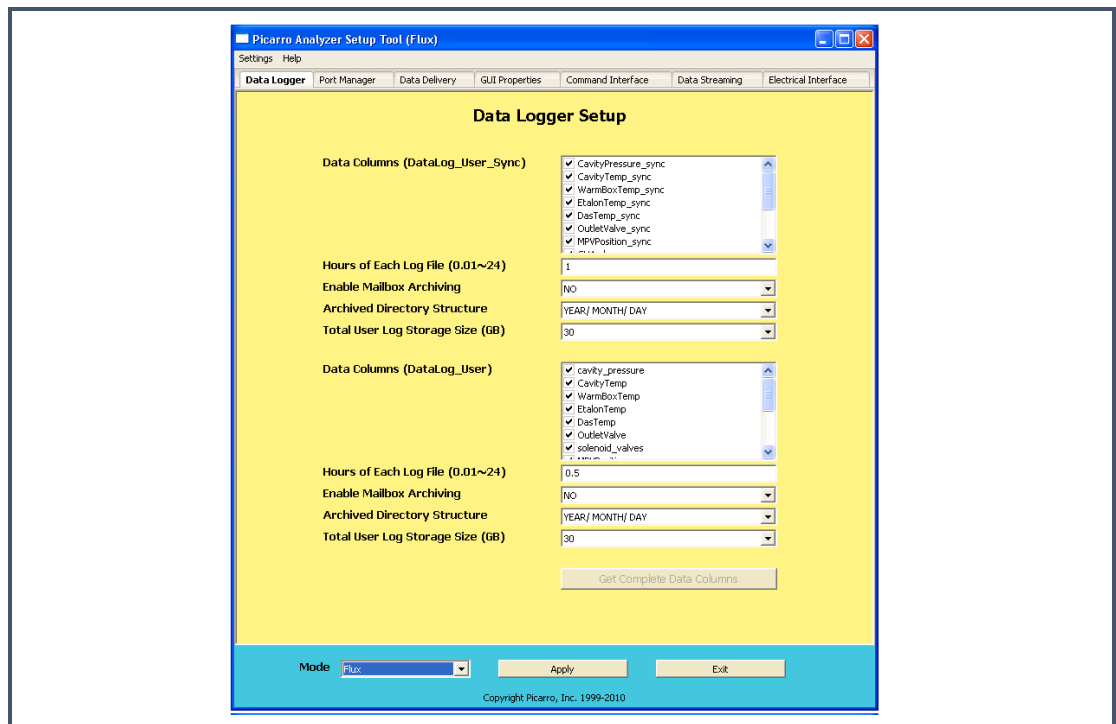 Picarro Analyzer Setup Tool (Flux)
Settings Help
Data Logger Port Manager Data Delivery GUI Properties Command Interface Data Streaming Electrical Interface
Data Logger Setup
Data Columns (DataLog_User_Sync)
CavityPressure_sync
CavityTemp_sync
WarmBoxTemp_sync
EtalonTemp_sync
DasTemp_sync
OutletValve_sync
MPVPosition_sync
Hours of Each Log File (0.01~24) 1
Enable Mailbox Archiving NO
Archived Directory Structure YEAR/ MONTH/ DAY
Total User Log Storage Size (GB) 30
Data Columns (DataLog_User)
cavity_pressure
CavityTemp
WarmBoxTemp
EtalonTemp
DasTemp
OutletValve
solenoid_valves
Hours of Each Log File (0.01~24) 0.5
Enable Mailbox Archiving NO
Archived Directory Structure YEAR/ MONTH/ DAY
Total User Log Storage Size (GB) 30
Get Complete Data Columns
Mode Flux Apply Exit
Copyright Picarro, Inc. 1999-2010